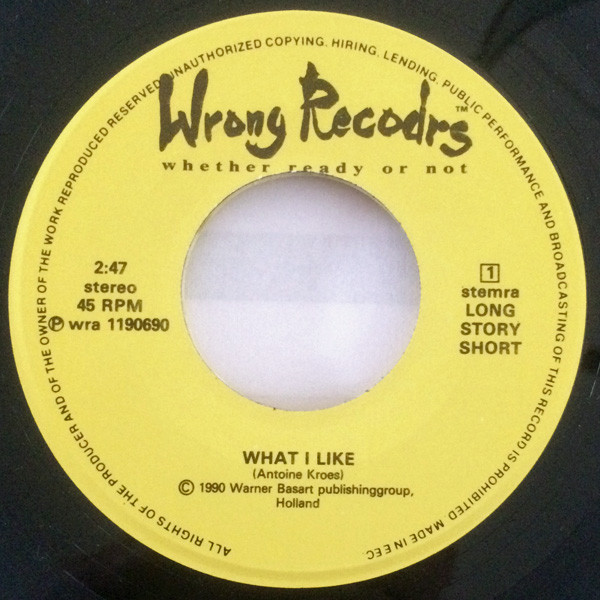 ALL RIGHTS OF THE PRODUCER AND OF THE OWNER OF THE WORK REPRODUCED RESERVED UNAUTHORIZED COPYING. HIRING. LENDING. PUBLIC PERFORMANCE AND BROADCASTING OF THIS RECORD IS PROHIBITED MADE IN EEC
Wrong Recodrs™
whether ready or not
2:47
stereo
45 RPM
℗ wra 1190690
1
stemra
LONG
STORY
SHORT
WHAT I LIKE
(Antoine Kroes)
© 1990 Warner Basart publishinggroup,
Holland